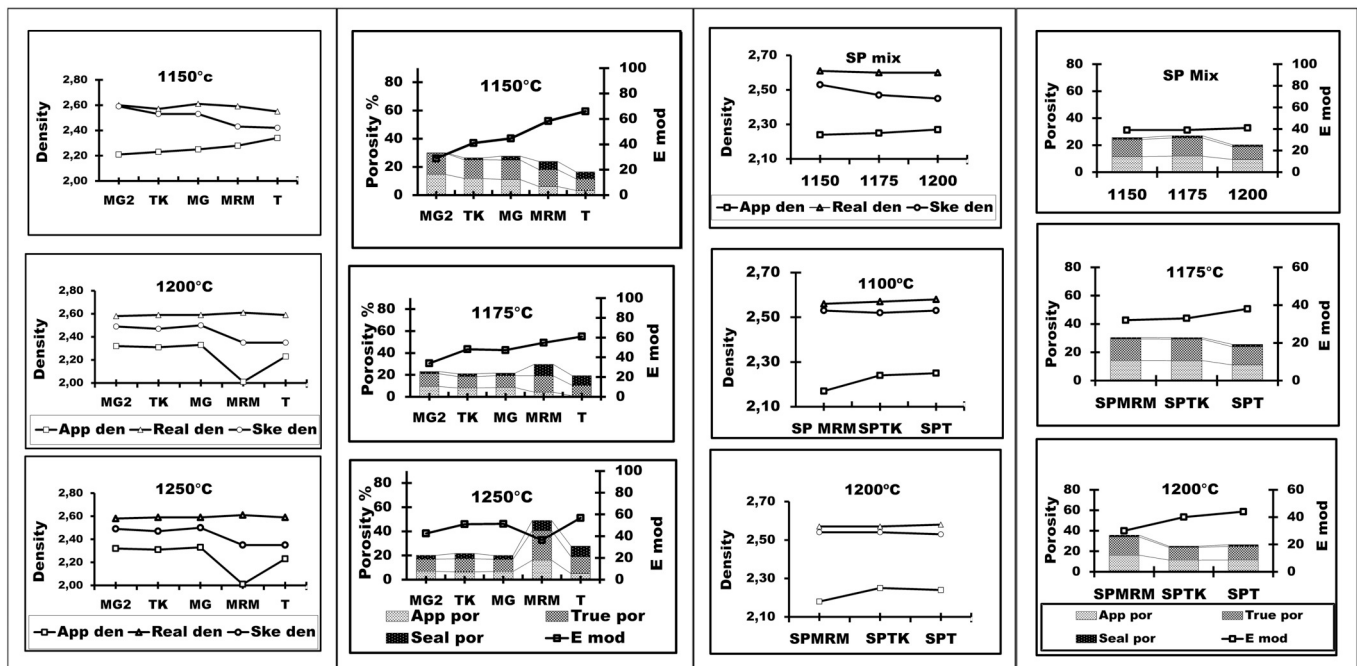 1150°c
2,80
2,60
2,40
2,20
2,00
Density
MG2 TK MG MRM T
1200°C
2,80
2,60
2,40
2,20
2,00
Density
MG2 TK MG MRM T
App den Real den Ske den
1250°C
2,80
2,60
2,40
2,20
2,00
Density
MG2 TK MG MRM T
App den Real den Ske den
1150°C
80
60
40
20
0
Porosity %
100
80
60
40
20
0
E mod
MG2 TK MG MRM T
1175°C
80
60
40
20
0
Porosity %
100
80
60
40
20
0
E mod
MG2 TK MG MRM T
1250°C
80
60
40
20
0
Porosity %
100
80
60
40
20
0
E mod
MG2 TK MG MRM T
App por True por
Seal por E mod
SP mix
2,70
2,55
2,40
2,25
2,10
Density
1150 1175 1200
App den Real den Ske den
1100ºC
2,70
2,50
2,30
2,10
Density
SP MRM SPTK SPT
1200ºC
2,70
2,50
2,30
2,10
Density
SPMRM SPTK SPT
SP Mix
80
60
40
20
0
Porosity
100
80
60
40
20
0
E mod
1150 1175 1200
1175°C
80
60
40
20
0
Porosity
60
40
20
0
E mod
SPMRM SPTK SPT
1200°C
80
60
40
20
0
Porosity
60
40
20
0
E mod
SPMRM SPTK SPT
App por True por
Seal por E mod